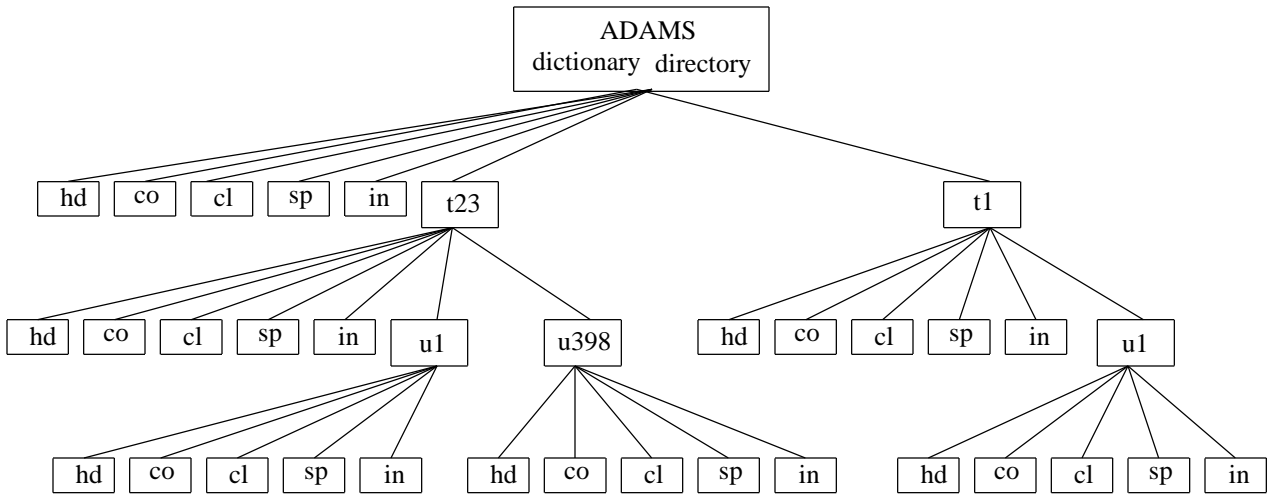 ADAMS
dictionary directory
hd co cl sp in t23 t1
hd co cl sp in u1 u398 hd co cl sp in u1
hd co cl sp in hd co cl sp in hd co cl sp in